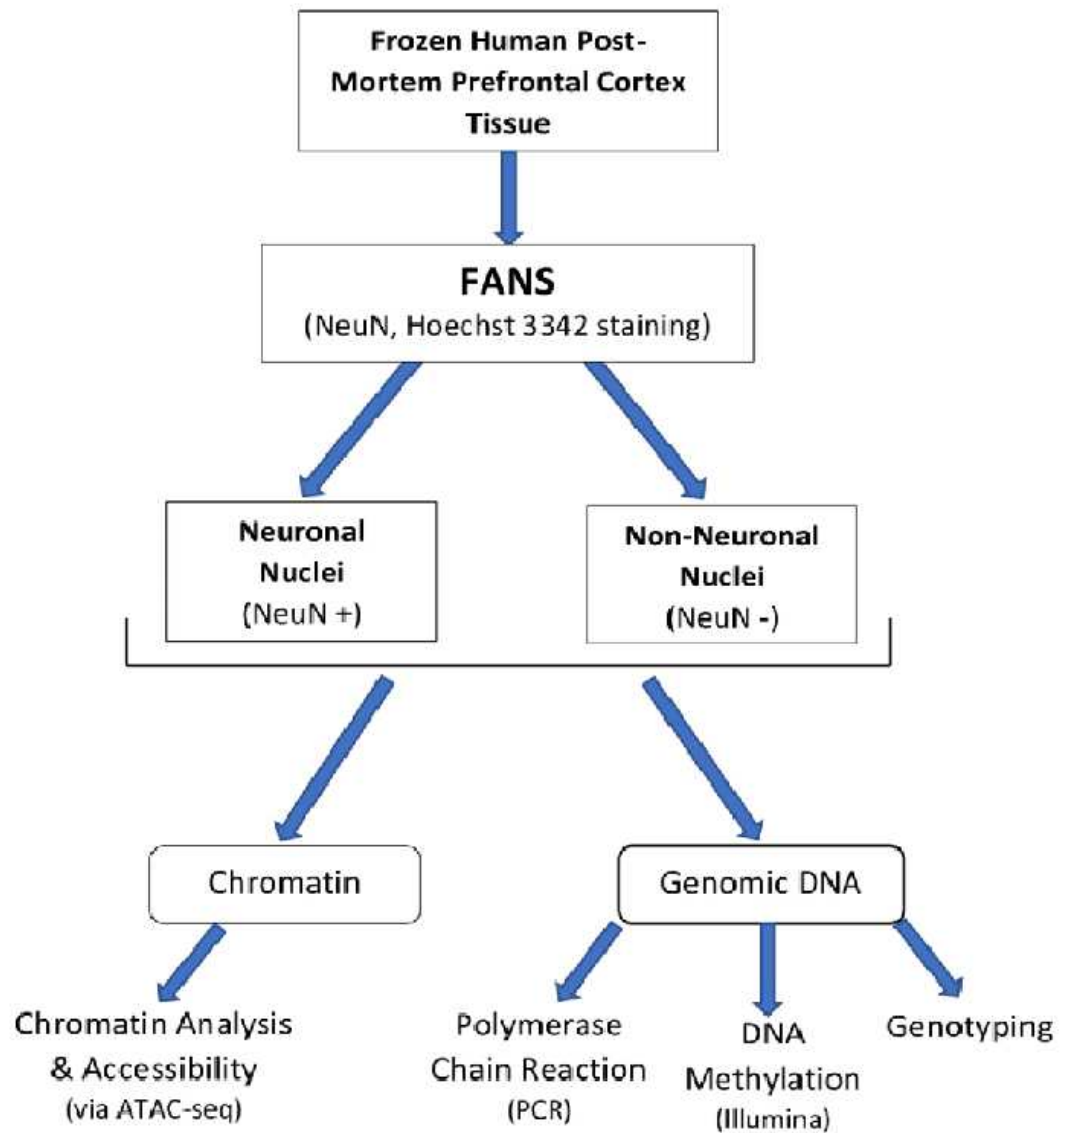 Frozen Human Post-
Mortem Prefrontal Cortex
Tissue
FANS
(NeuN, Hoechst 3342 staining)
Neuronal
Nuclei
(NeuN +)
Non-Neuronal
Nuclei
(NeuN -)
Chromatin
Genomic DNA
Chromatin Analysis
& Accessibility
(via ATAC-seq)
Polymerase
Chain Reaction
(PCR)
DNA
Methylation
(Illumina)
Genotyping